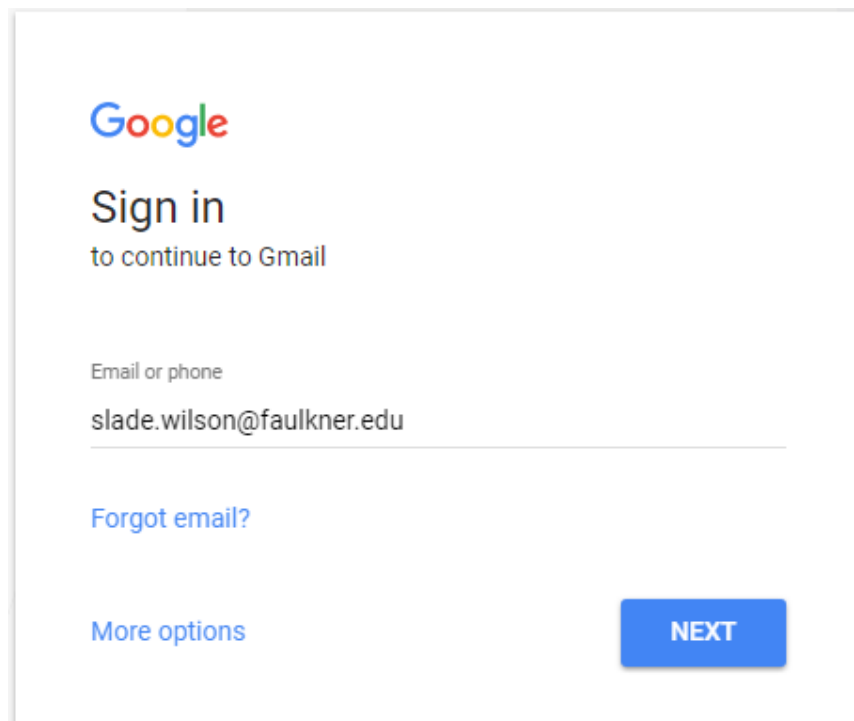 Google
Sign in
to continue to Gmail
Email or phone
slade.wilson@faulkner.edu
Forgot email?
More options
NEXT